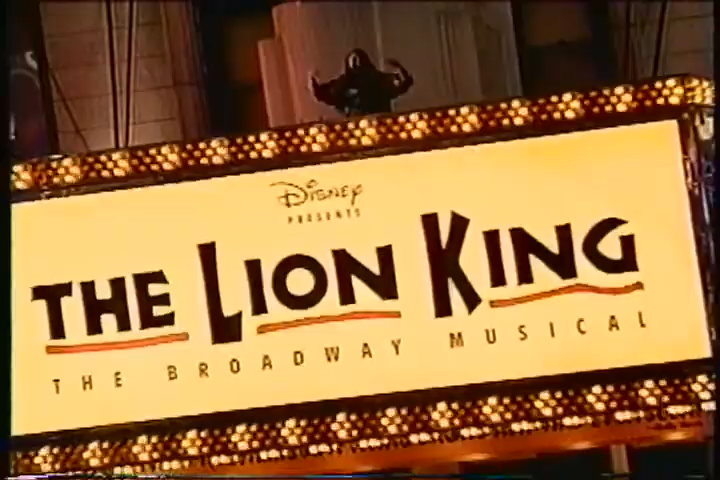 Disney
PRESENTS
THE LION KING
THE BROADWAY MUSICAL